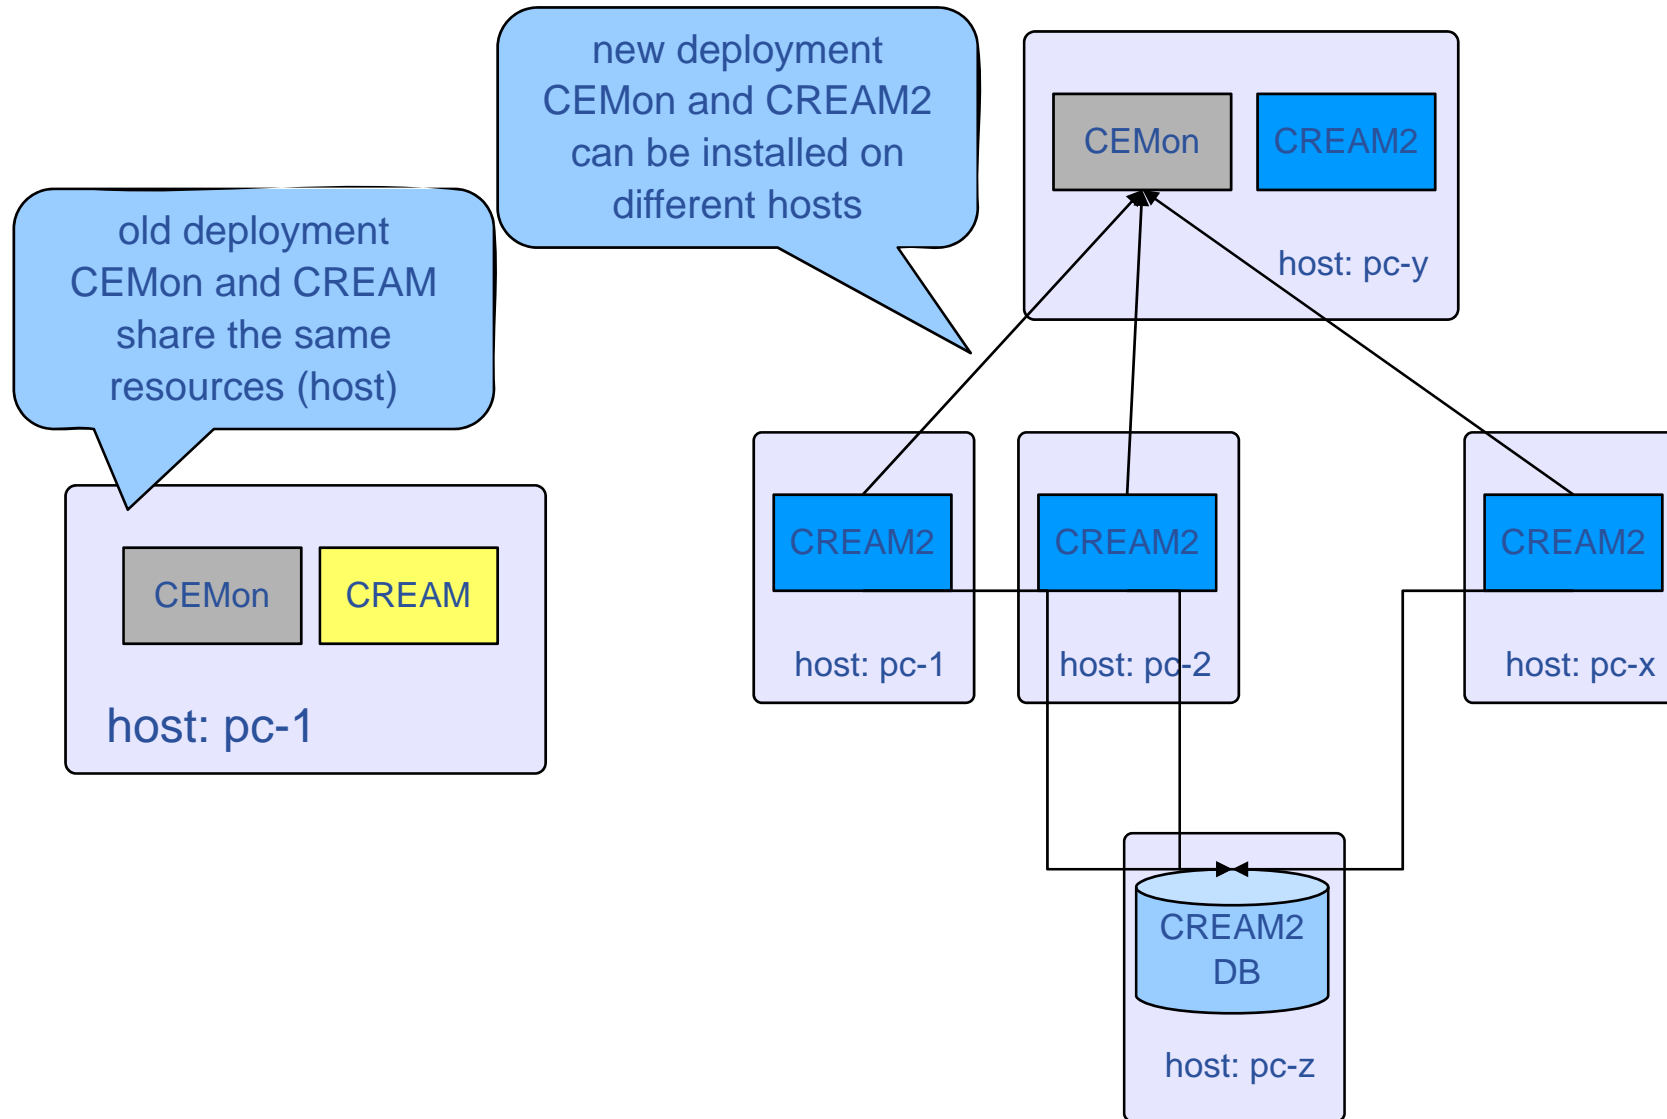 new deployment
CEMon and CREAM2
can be installed on
different hosts
CEMon
CREAM2
host: pc-y
old deployment
CEMon and CREAM
share the same
resources (host)
CEMon
CREAM
host: pc-1
CREAM2
host: pc-1
CREAM2
host: pc-2
CREAM2
host: pc-x
CREAM2
DB
host: pc-z